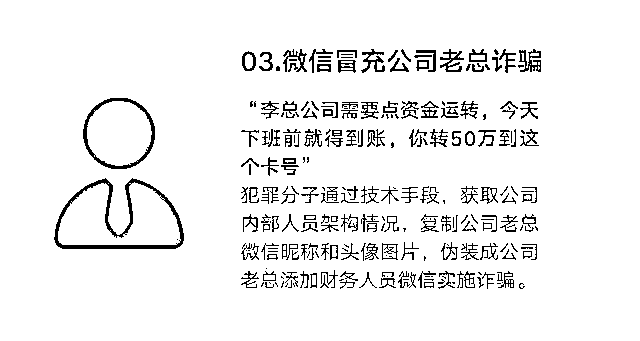 03.微信冒充公司老总诈骗
“李总公司需要点资金运转，今天
下班前就得到账，你转50万到这
个卡号”
犯罪分子通过技术手段，获取公司
内部人员架构情况，复制公司老总
微信昵称和头像图片，伪装成公司
老总添加财务人员微信实施诈骗。